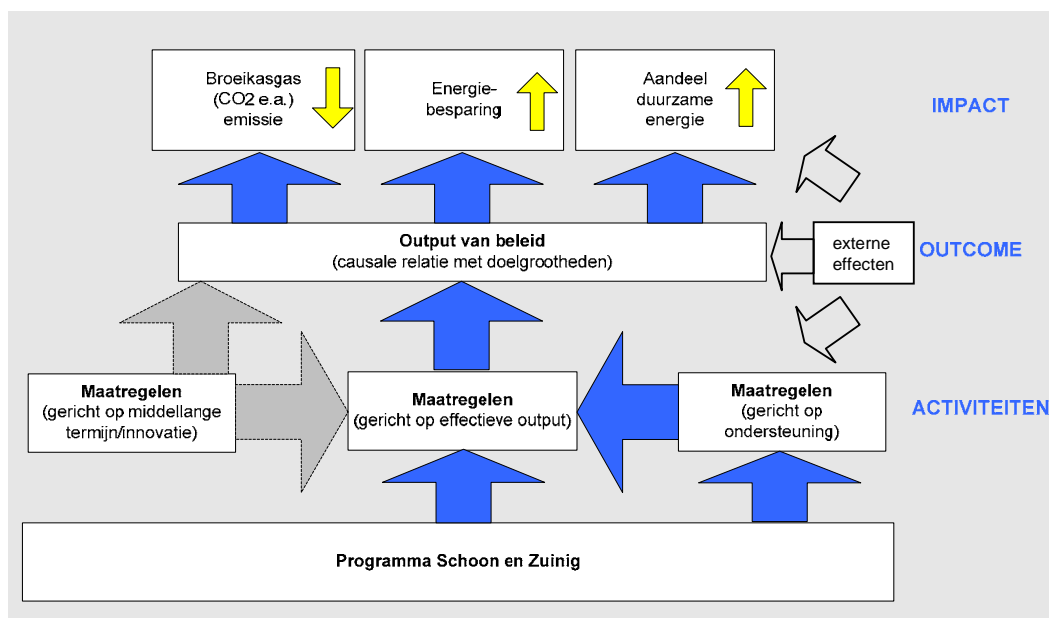 Broeikasgas
(CO2 e.a.)
emissie
Energie-
besparing
Aandeel
duurzame
energie
IMPACT
Output van beleid
(causale relatie met doelgrootheden)
externe
effecten
OUTCOME
Maatregelen
(gericht op middellange
termijn/innovatie)
Maatregelen
(gericht op effectieve output)
Maatregelen
(gericht op
ondersteuning)
ACTIVITEITEN
Programma Schoon en Zuinig